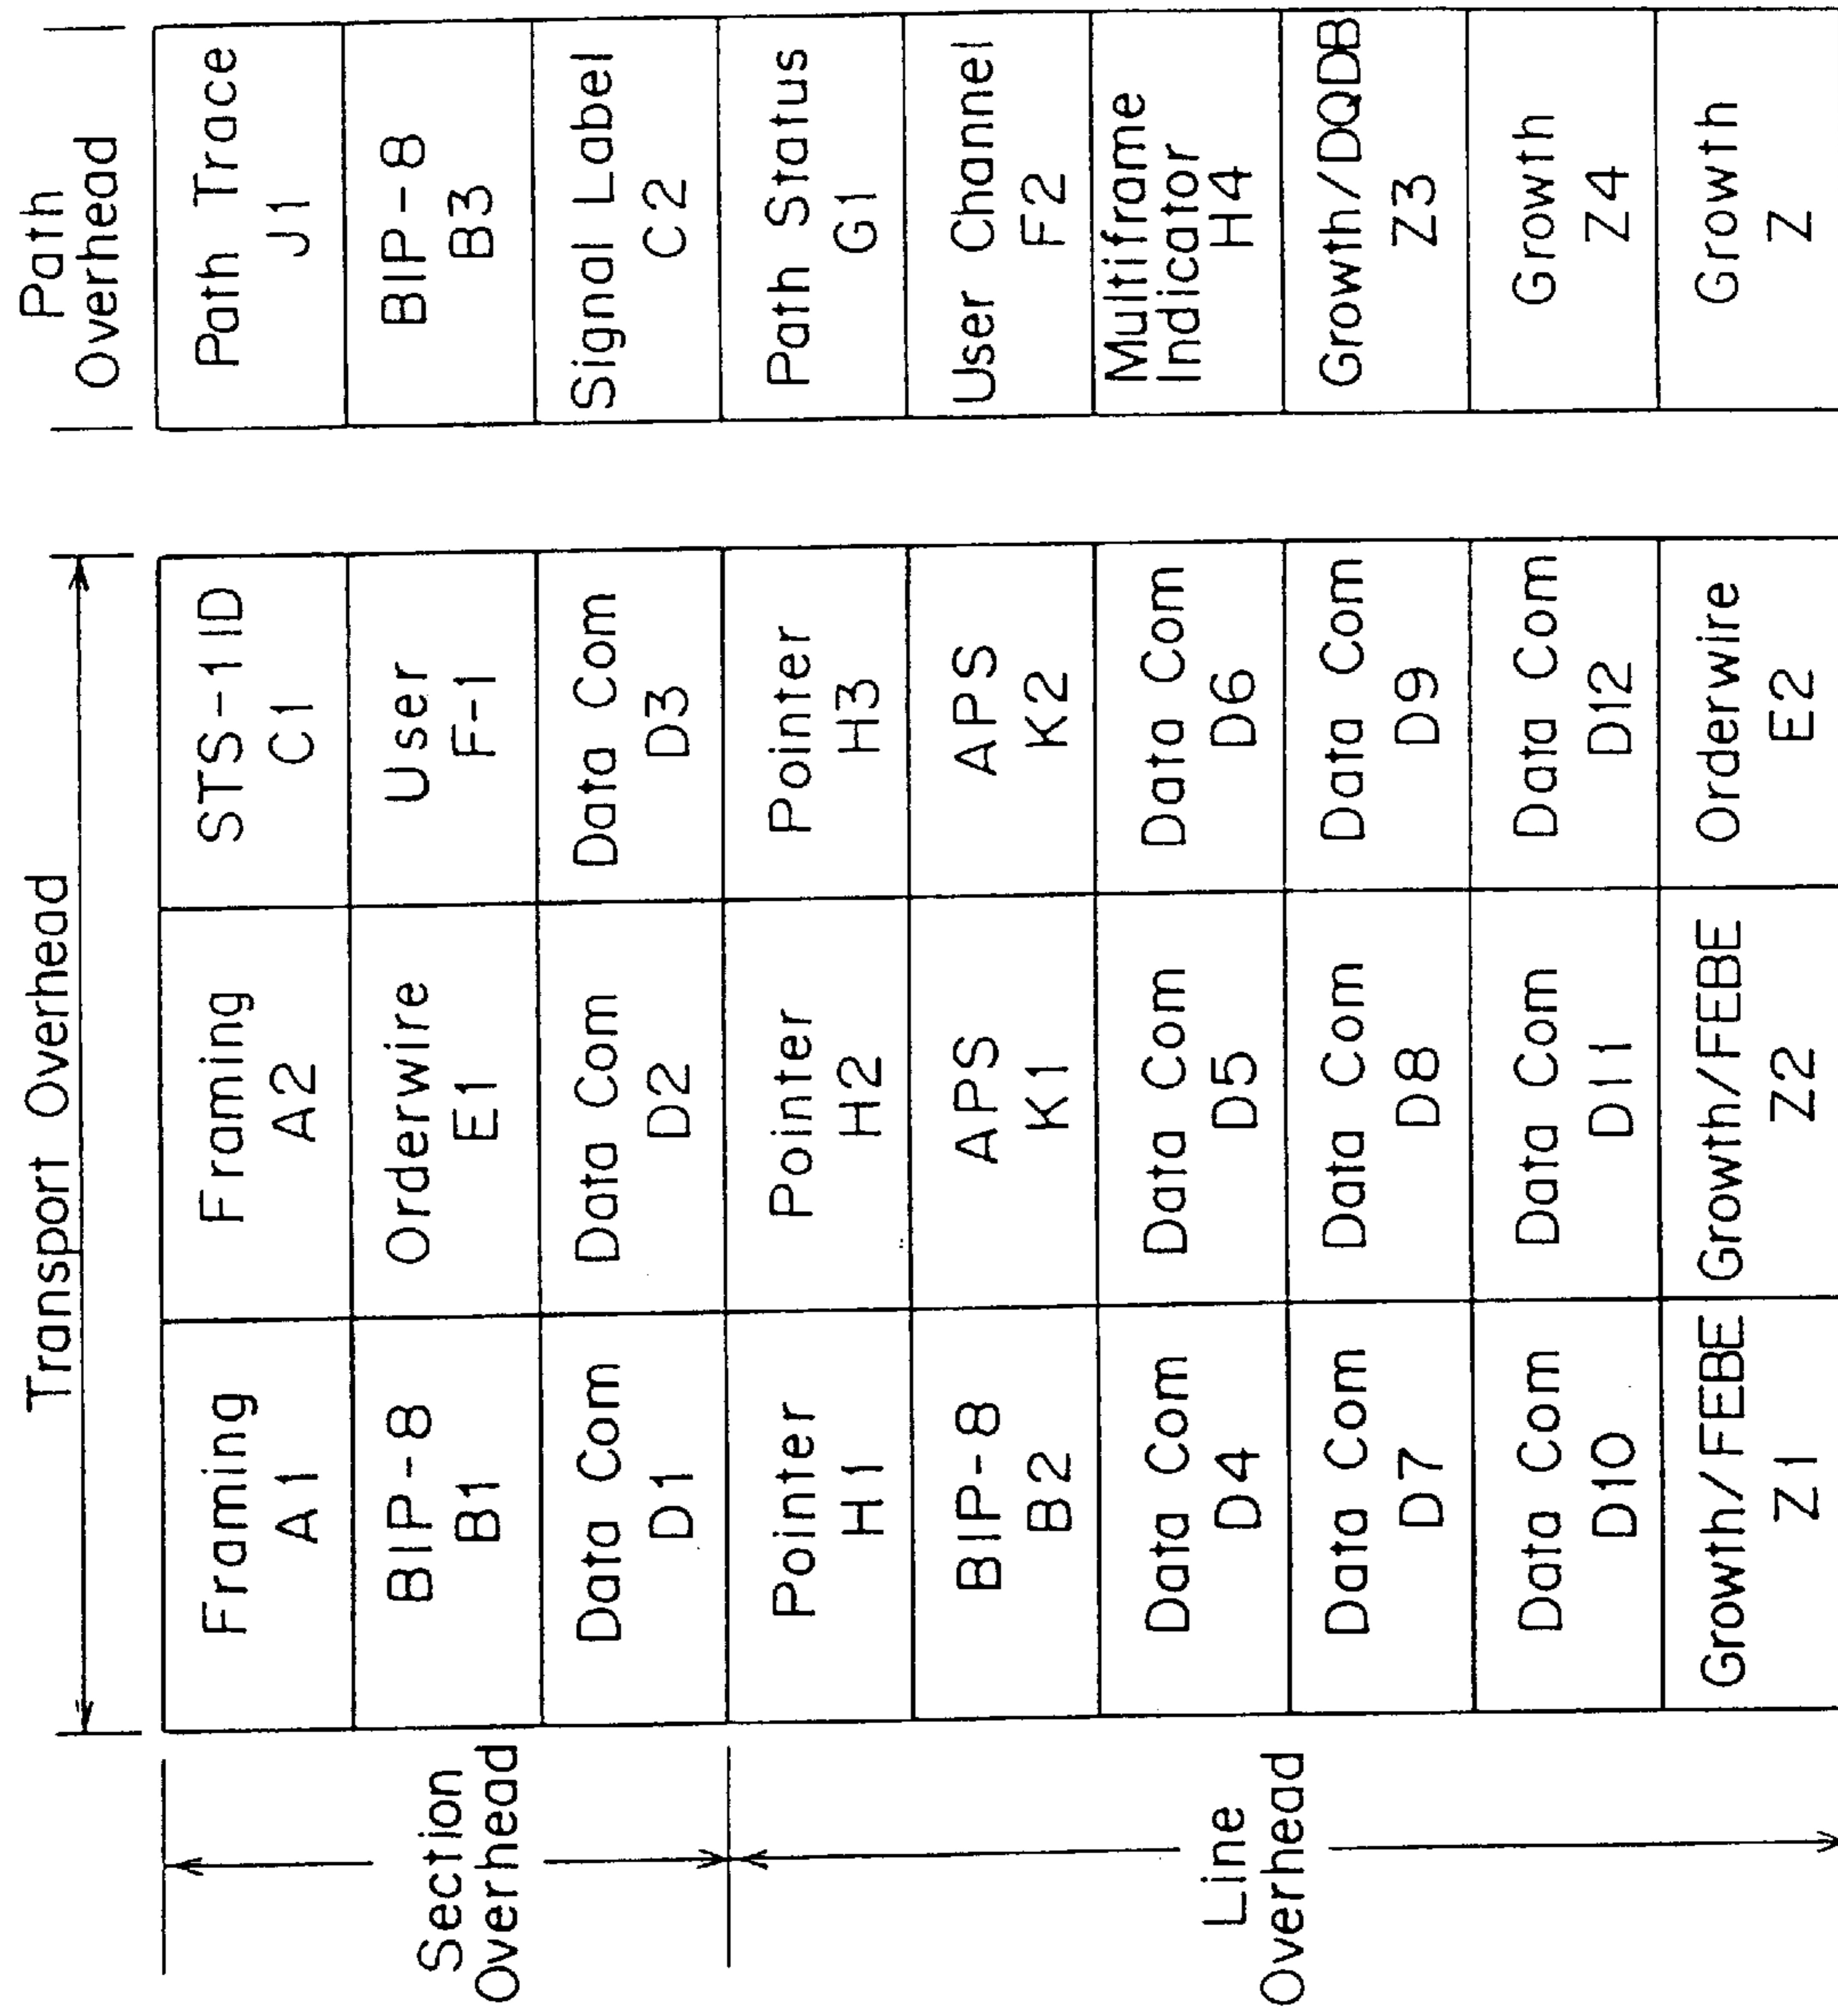 Transport Overhead
Path
Overhead
Section
Overhead
Framing
A1
Framing
A2
STS-1 ID
C1
Path Trace
J1
BIP-8
B1
Orderwire
E1
User
F-1
BIP-8
B3
Data Com
D1
Data Com
D2
Data Com
D3
Signal Label
C2
Line
Overhead
Pointer
H1
Pointer
H2
Pointer
H3
Path Status
G1
BIP-8
B2
APS
K1
APS
K2
User Channel
F2
Data Com
D4
Data Com
D5
Data Com
D6
Multiframe
Indicator
H4
Data Com
D7
Data Com
D8
Data Com
D9
Growth/DQDB
Z3
Data Com
D10
Data Com
D11
Data Com
D12
Growth
Z4
Growth/FEBE
Z1
Growth/FEBE
Z2
Orderwire
E2
Growth
Z